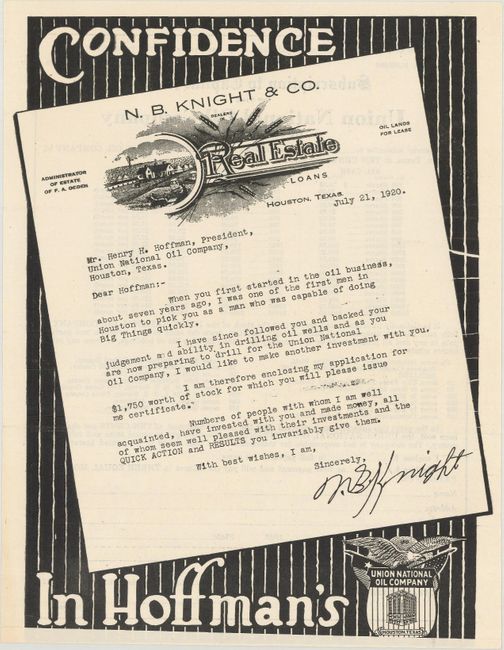 CONFIDENCE
N. B. KNIGHT & CO.
DEALERS
Real Estate
LOANS
OIL LANDS
FOR LEASE
ADMINISTRATOR
OF ESTATE
OF F. A. OGDEN
HOUSTON, TEXAS
July 21, 1920.
Mr. Henry H. Hoffman, President,
Union National Oil Company,
Houston, Texas.
Dear Hoffman:-
When you first started in the oil business,
about seven years ago, I was one of the first men in
Houston to pick you as a man who was capable of doing
Big Things quickly.
I have since followed you and backed your
judgement and ability in drilling oil wells and as you
are now preparing to drill for the Union National
Oil Company, I would like to make another investment with you.
I am therefore enclosing my application for
$1,750 worth of stock for which you will please issue
me certificate.
Numbers of people with whom I am well
acquainted, have invested with you and made money, all
of whom seem well pleased with their investments and the
QUICK ACTION and RESULTS you invariably give them.
With best wishes, I am,
Sincerely,
N. B. Knight
In Hoffman's
UNION NATIONAL
OIL COMPANY
HOUSTON, TEXAS